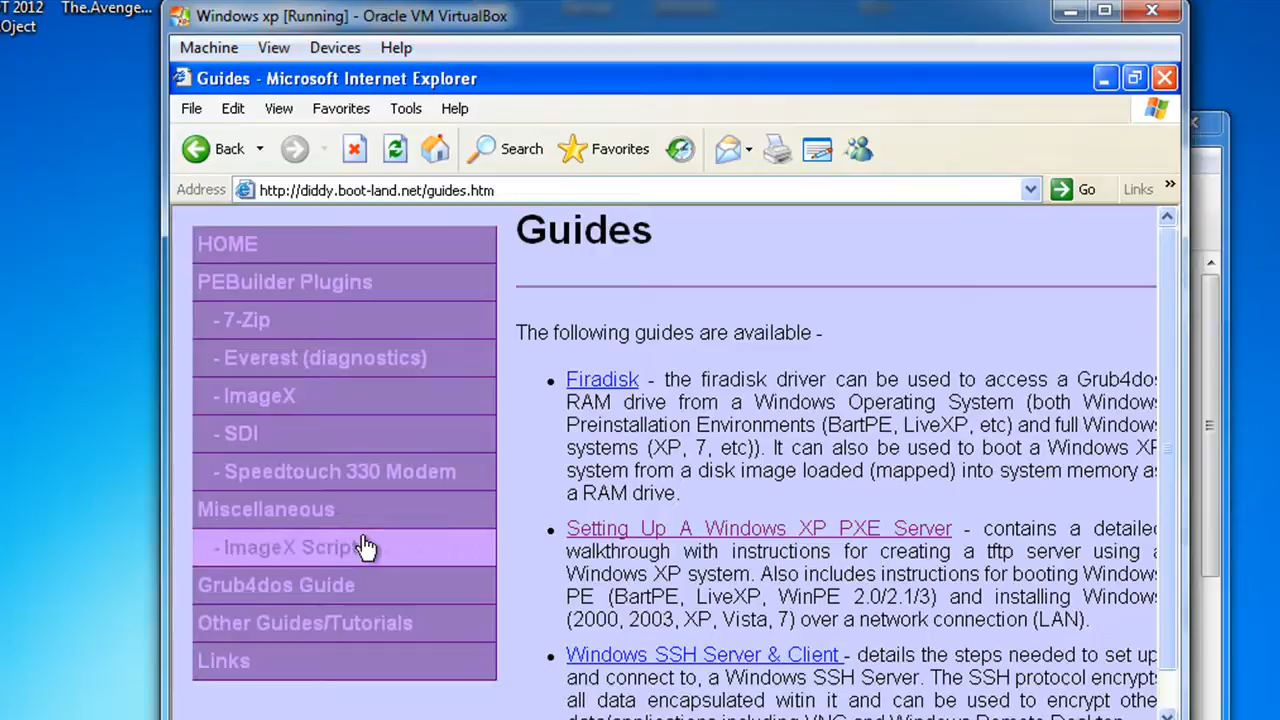 T 2012
The.Avenge...
.Oject
Windows xp [Running] - Oracle VM VirtualBox
Machine View Devices Help
Guides - Microsoft Internet Explorer
File Edit View Favorites Tools Help
Back Search Favorites
Address http://diddy.boot-land.net/guides.htm Go Links »
HOME
PEBuilder Plugins
- 7-Zip
- Everest (diagnostics)
- ImageX
- SDI
- Speedtouch 330 Modem
Miscellaneous
- ImageX Script
Grub4dos Guide
Other Guides/Tutorials
Links
Guides
The following guides are available -
• Firadisk - the firadisk driver can be used to access a Grub4dos
RAM drive from a Windows Operating System (both Windows
Preinstallation Environments (BartPE, LiveXP, etc) and full Windows
systems (XP, 7, etc)). It can also be used to boot a Windows XP
system from a disk image loaded (mapped) into system memory as
a RAM drive.
• Setting Up A Windows XP PXE Server - contains a detailed
walkthrough with instructions for creating a tftp server using a
Windows XP system. Also includes instructions for booting Windows
PE (BartPE, LiveXP, WinPE 2.0/2.1/3) and installing Windows
(2000, 2003, XP, Vista, 7) over a network connection (LAN).
• Windows SSH Server & Client - details the steps needed to set up,
and connect to, a Windows SSH Server. The SSH protocol encrypts
all data encapsulated witin it and can be used to encrypt other
data/applications including VNC and Windows Remote Desktop